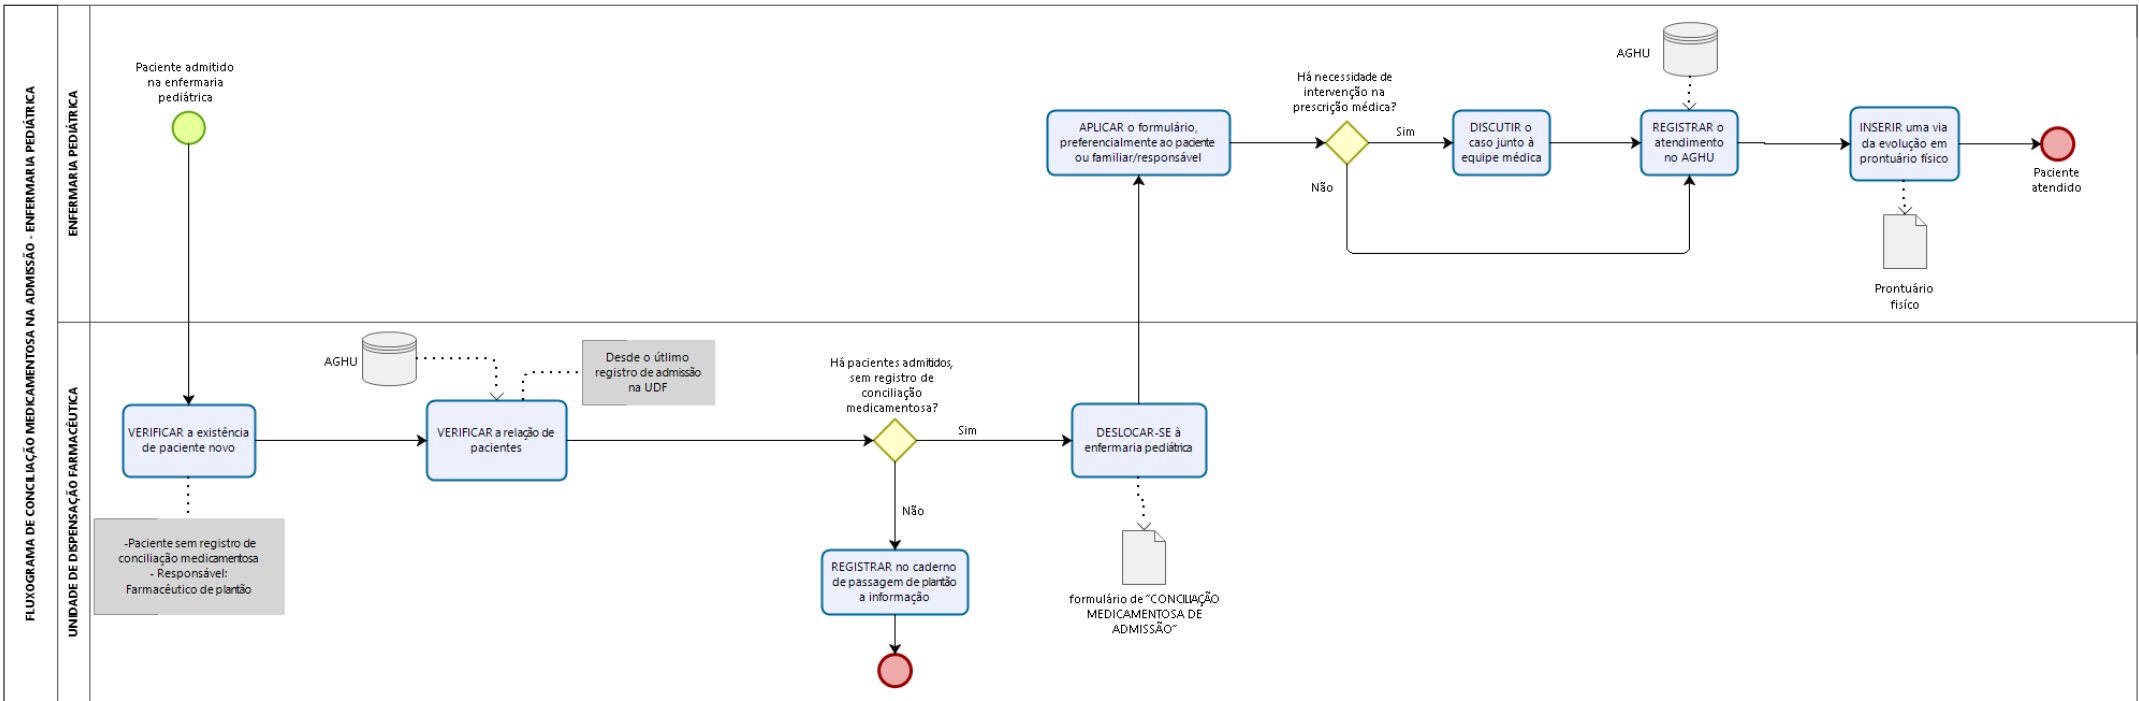 FLUXOGRAMA DE CONCILIAÇÃO MEDICAMENTOSA NA ADMISSÃO - ENFERMARIA PEDIÁTRICA
ENFERMARIA PEDIÁTRICA
Paciente admitido
na enfermaria
pediátrica
APLICAR o formulário,
preferencialmente ao paciente
ou familiar/responsável
Há necessidade de
intervenção na
prescrição médica?
Sim
Não
DISCUTIR o
caso junto à
equipe médica
AGHU
REGISTRAR o
atendimento
no AGHU
INSERIR uma via
da evolução em
prontuário físico
Prontuário
fisíco
Paciente
atendido
UNIDADE DE DISPENSAÇÃO FARMACÊUTICA
VERIFICAR a existência
de paciente novo
-Paciente sem registro de
conciliação medicamentosa
- Responsável:
Farmacêutico de plantão
AGHU
VERIFICAR a relação de
pacientes
Desde o útlimo
registro de admissão
na UDF
Há pacientes admitidos,
sem registro de
conciliação
medicamentosa?
Sim
Não
REGISTRAR no caderno
de passagem de plantão
a informação
DESLOCAR-SE à
enfermaria pediátrica
formulário de "CONCILIAÇÃO
MEDICAMENTOSA DE
ADMISSÃO"